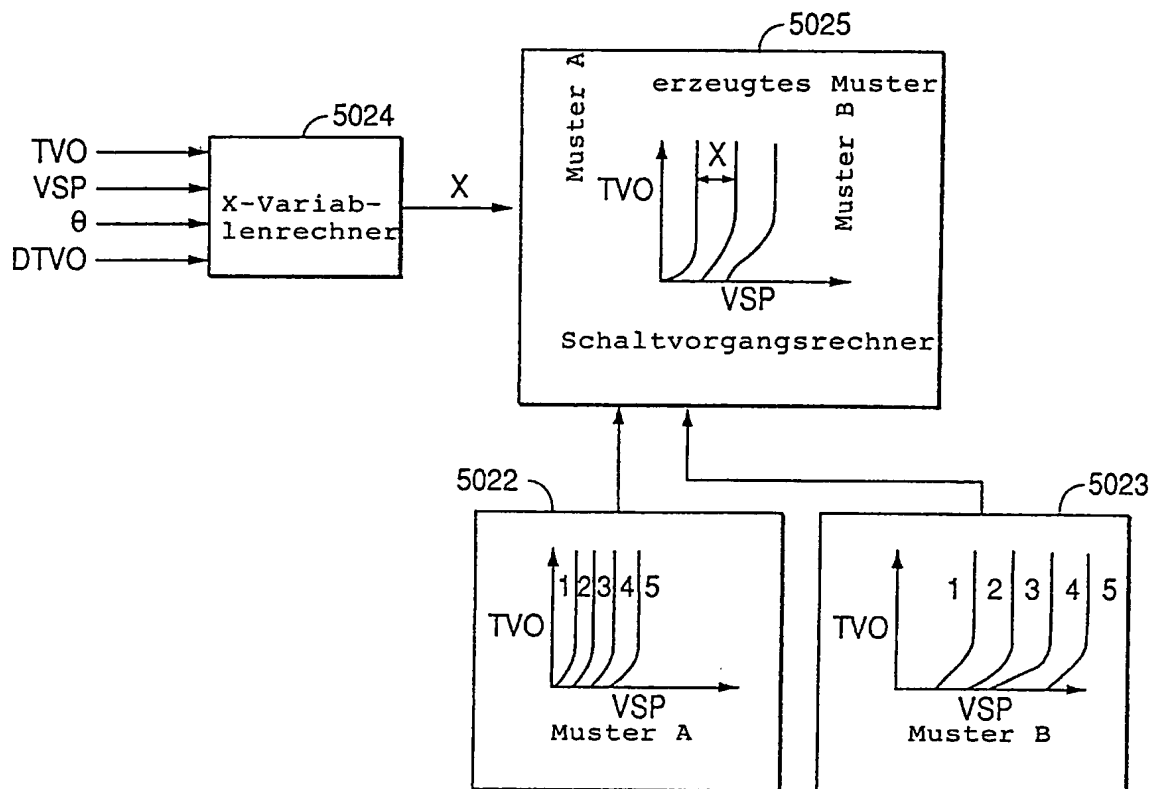 5025
Muster A
erzeugtes Muster
Muster B
5024
TVO
VSP
θ
DTVO
X-Variab-
lenrechner
X
X
TVO
VSP
Schaltvorgangsrechner
5022
5023
1 2 3 4 5
TVO
VSP
Muster A
1 2 3 4 5
TVO
VSP
Muster B